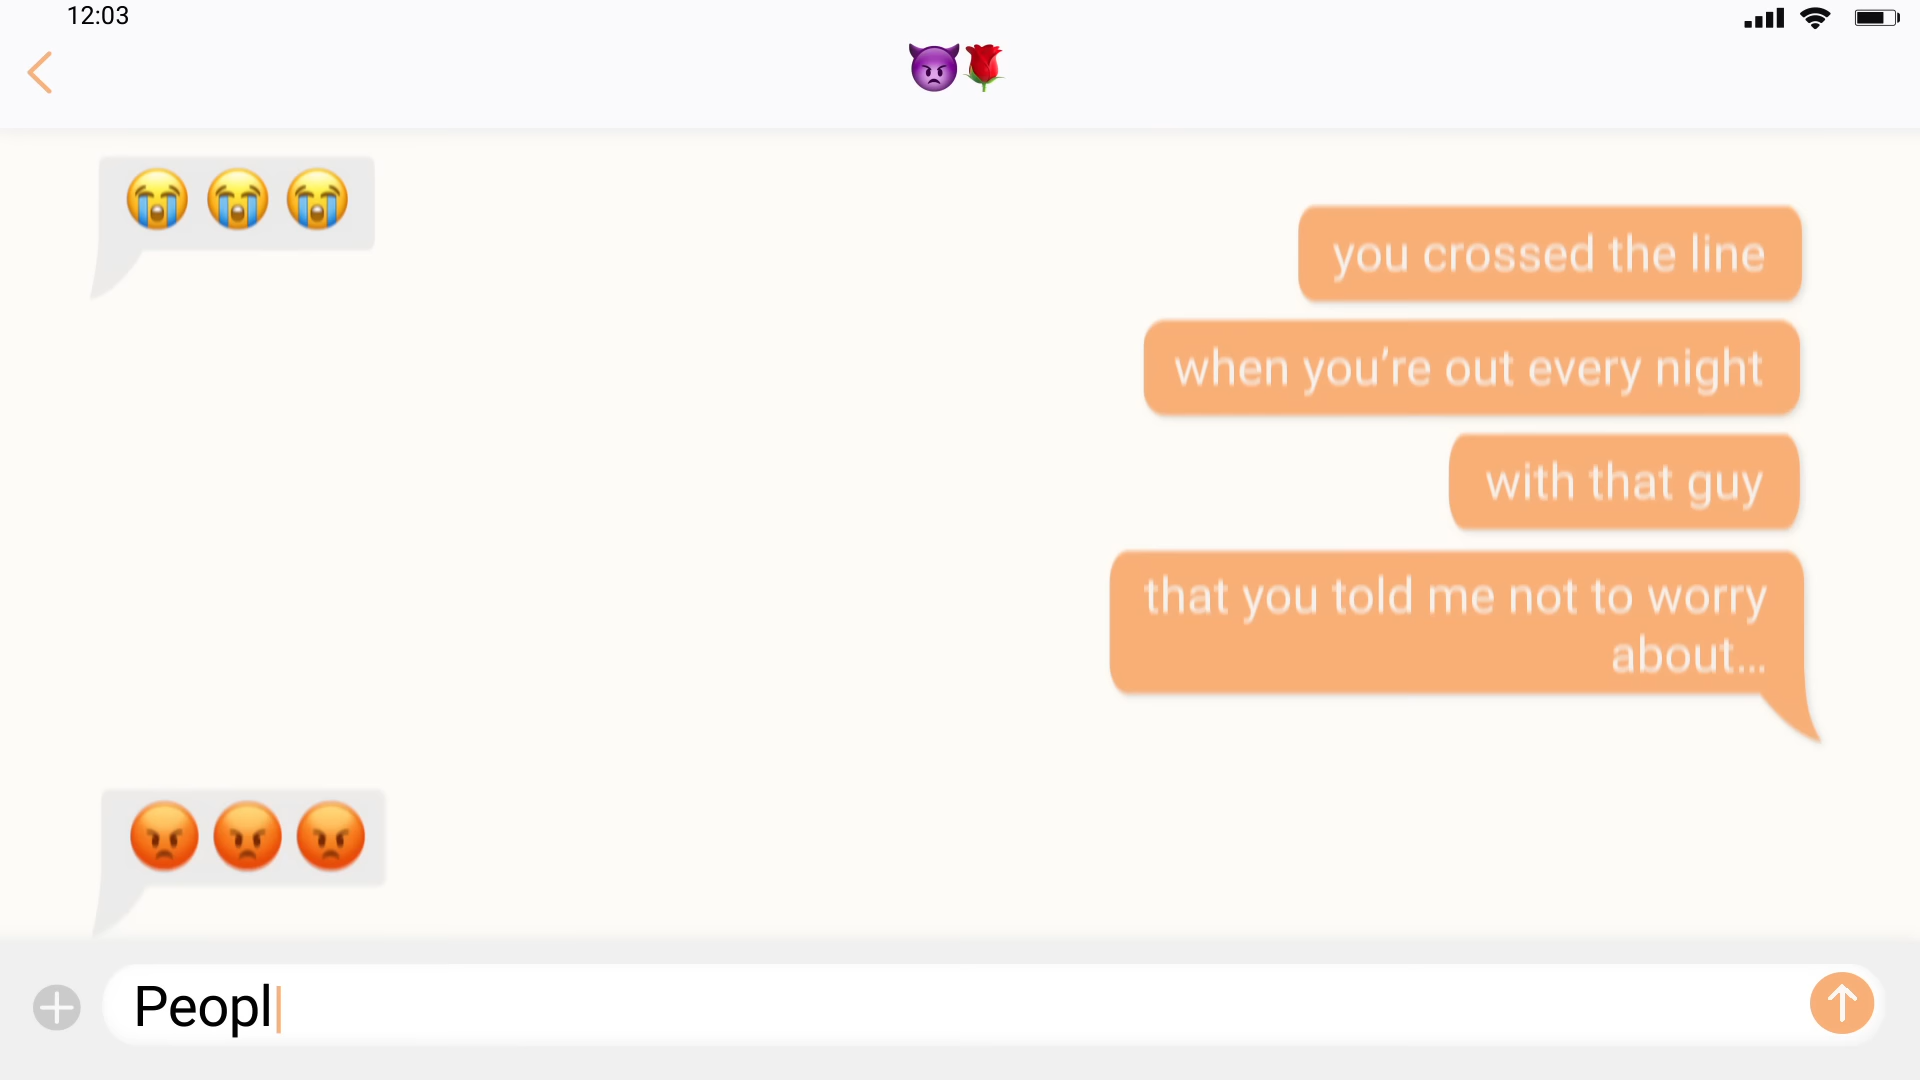 12:03
😈🌹
😭 😭 😭
you crossed the line
when you’re out every night
with that guy
that you told me not to worry
about...
😡 😡 😡
Peopl